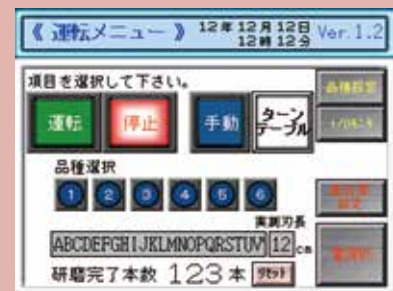 《 運転メニュー 》 12年12月12日 Ver.1.2
12時12分
項目を選択して下さい。
品種設定
運転 停止 手動 ターンテーブル
I/Oモニタ
品種選択
1 2 3 4 5 6
実測刃長
ABCDEFGHIJKLMNOPQRSTUV 12 cm
研磨完了本数 123 本 リセット